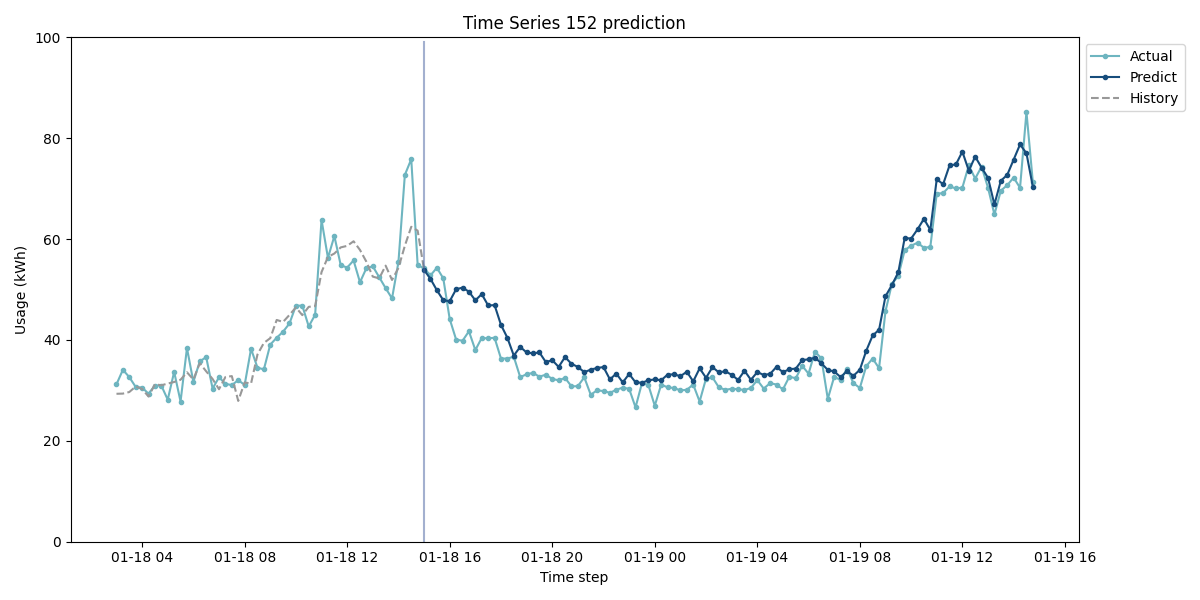 Time Series 152 prediction
100
80
60
40
20
0
Usage (kWh)
01-18 04
01-18 08
01-18 12
01-18 16
01-18 20
01-19 00
01-19 04
01-19 08
01-19 12
01-19 16
Time step
Actual
Predict
History